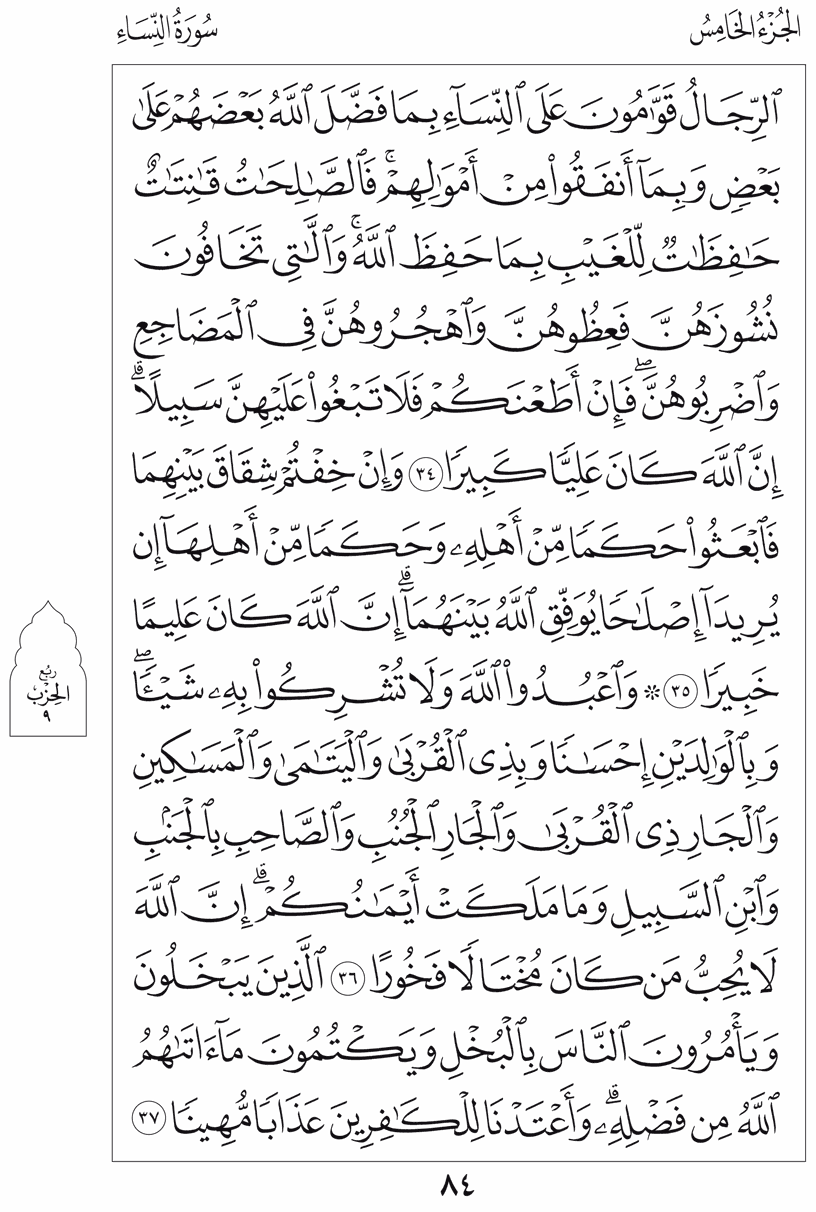 الجُزْءُ الخَامِسُ
سُورَةُ النِّسَاءِ
ٱلرِّجَالُ قَوَّٰمُونَ عَلَى ٱلنِّسَآءِ بِمَا فَضَّلَ ٱللَّهُ بَعْضَهُمْ عَلَىٰ
بَعْضٍ وَبِمَآ أَنفَقُوا۟ مِنْ أَمْوَٰلِهِمْ ۚ فَٱلصَّـٰلِحَـٰتُ قَـٰنِتَـٰتٌ
حَـٰفِظَـٰتٌ لِّلْغَيْبِ بِمَا حَفِظَ ٱللَّهُ ۚ وَٱلَّـٰتِى تَخَافُونَ
نُشُوزَهُنَّ فَعِظُوهُنَّ وَٱهْجُرُوهُنَّ فِى ٱلْمَضَاجِعِ
وَٱضْرِبُوهُنَّ ۖ فَإِنْ أَطَعْنَكُمْ فَلَا تَبْغُوا۟ عَلَيْهِنَّ سَبِيلًا ۗ
إِنَّ ٱللَّهَ كَانَ عَلِيًّا كَبِيرًا ٣٤ وَإِنْ خِفْتُمْ شِقَاقَ بَيْنِهِمَا
فَٱبْعَثُوا۟ حَكَمًا مِّنْ أَهْلِهِۦ وَحَكَمًا مِّنْ أَهْلِهَآ إِن
يُرِيدَآ إِصْلَـٰحًا يُوَفِّقِ ٱللَّهُ بَيْنَهُمَآ ۗ إِنَّ ٱللَّهَ كَانَ عَلِيمًا
خَبِيرًا ٣٥ ۞ وَٱعْبُدُوا۟ ٱللَّهَ وَلَا تُشْرِكُوا۟ بِهِۦ شَيْـًٔا ۖ
وَبِٱلْوَٰلِدَيْنِ إِحْسَـٰنًا وَبِذِى ٱلْقُرْبَىٰ وَٱلْيَتَـٰمَىٰ وَٱلْمَسَـٰكِينِ
وَٱلْجَارِ ذِى ٱلْقُرْبَىٰ وَٱلْجَارِ ٱلْجُنُبِ وَٱلصَّاحِبِ بِٱلْجَنۢبِ
وَٱبْنِ ٱلسَّبِيلِ وَمَا مَلَكَتْ أَيْمَـٰنُكُمْ ۗ إِنَّ ٱللَّهَ
لَا يُحِبُّ مَن كَانَ مُخْتَالًا فَخُورًا ٣٦ ٱلَّذِينَ يَبْخَلُونَ
وَيَأْمُرُونَ ٱلنَّاسَ بِٱلْبُخْلِ وَيَكْتُمُونَ مَآ ءَاتَىٰهُمُ
ٱللَّهُ مِن فَضْلِهِۦ ۗ وَأَعْتَدْنَا لِلْكَـٰفِرِينَ عَذَابًا مُّهِينًا ٣٧
رُبُع
الحِزْب
٩
٨٤